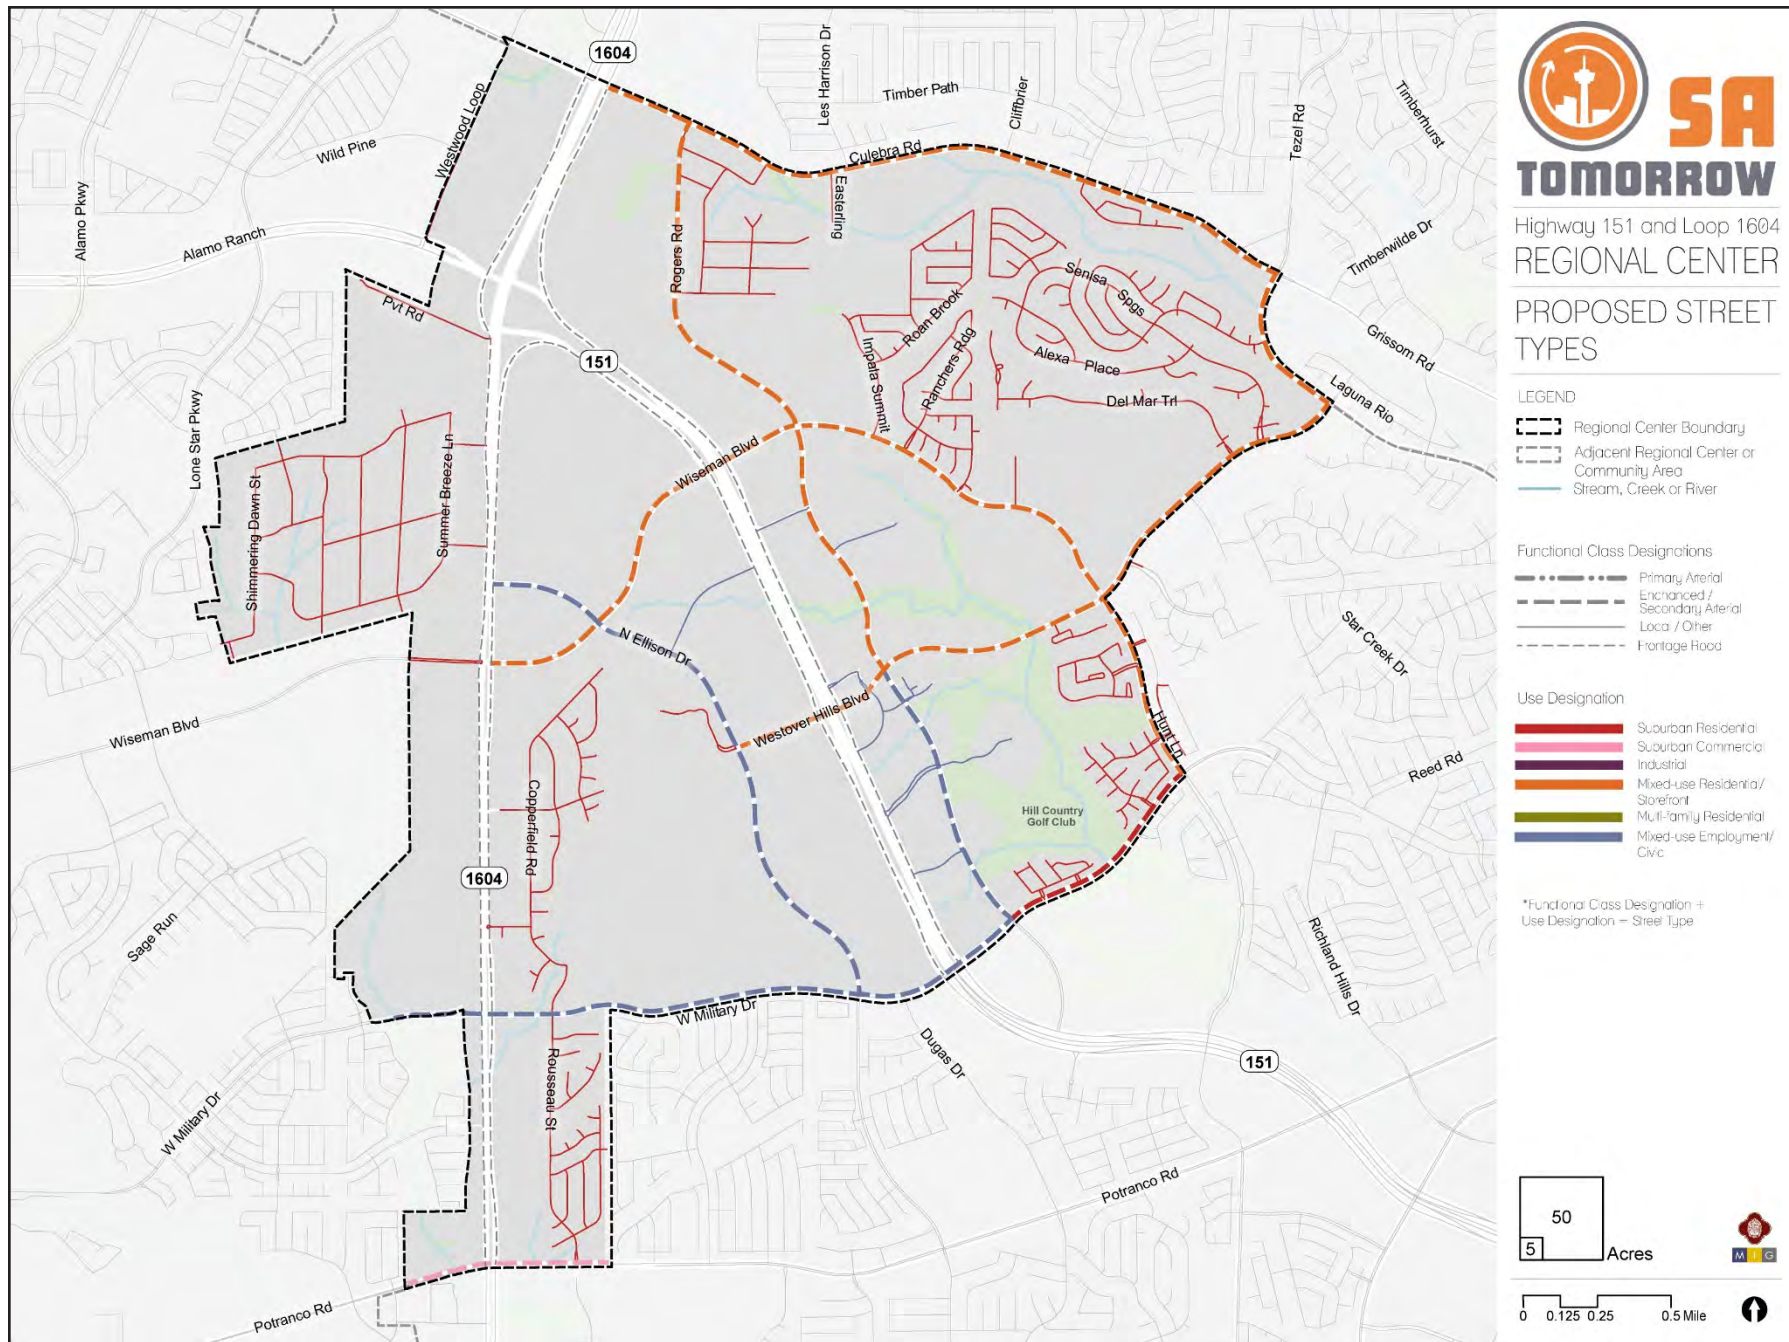 1604
Les Harrison Dr
Timber Path
Cliffbrier
Tezel Rd
Timberhurst
Westwood Loop
Wild Pine
Culebra Rd
Alamo Pkwy
Easterling
Alamo Ranch
Rogers Rd
Timberwilde Dr
Senisa Spgs
Pvt Rd
Roan Brook
Grissom Rd
151
Impala Summit
Ranchers Rdg
Alexa Place
Laguna Rio
Del Mar Trl
Lone Star Pkwy
Summer Breeze Ln
Wiseman Blvd
Shimmering Dawn St
N Ellison Dr
Star Creek Dr
Wiseman Blvd
Westover Hills Blvd
Hunt Ln
Reed Rd
Copperfield Rd
Hill Country
Golf Club
1604
Sage Run
Richland Hills Dr
W Military Dr
Dugas Dr
Rousseau St
151
W Military Dr
Potranco Rd
Potranco Rd
SA
TOMORROW
Highway 151 and Loop 1604
REGIONAL CENTER
PROPOSED STREET
TYPES
LEGEND
Regional Center Boundary
Adjacent Regional Center or
Community Area
Stream, Creek or River
Functional Class Designations
Primary Arterial
Enchanced /
Secondary Arterial
Local / Other
Frontage Road
Use Designation
Suburban Residential
Suburban Commercial
Industrial
Mixed-use Residential/
Storefront
Multi-family Residential
Mixed-use Employment/
Civic
*Functional Class Designation +
Use Designation = Street Type
50
5
Acres
M I G
0 0.125 0.25 0.5 Mile